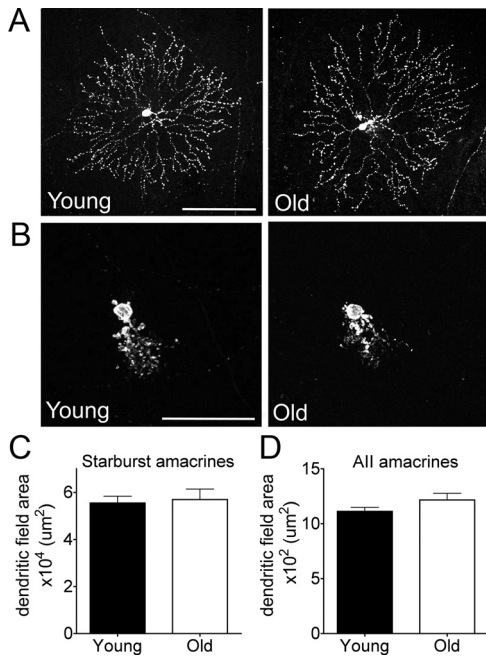 A
Young
Old
B
Young
Old
C
Starburst amacrines
dendritic field area
x10⁴ (um²)
6
4
2
0
Young
Old
D
AII amacrines
dendritic field area
x10² (um²)
15
10
5
0
Young
Old